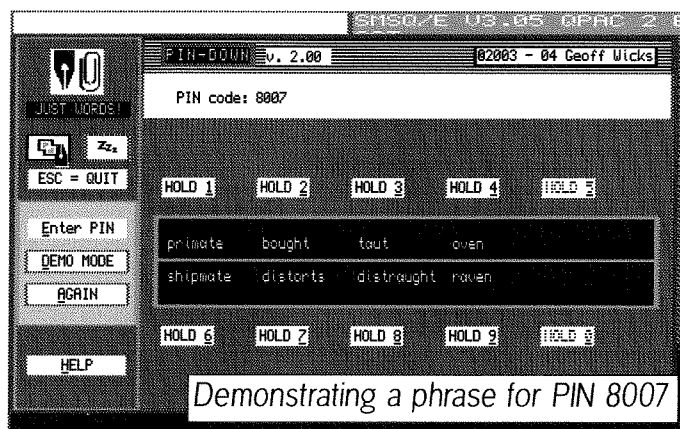 SMSQ/E V3.05 QPAC 2
PIN-DOWN v. 2.00 ©2003 - 04 Geoff Wicks
JUST WORDS!
PIN code: 8007
Zzz
ESC = QUIT
HOLD 1 HOLD 2 HOLD 3 HOLD 4 HOLD 5
Enter PIN
DEMO MODE
AGAIN
primate bought taut oven
shipmate distorts distraught raven
HOLD 6 HOLD 7 HOLD 8 HOLD 9 HOLD 0
HELP
Demonstrating a phrase for PIN 8007